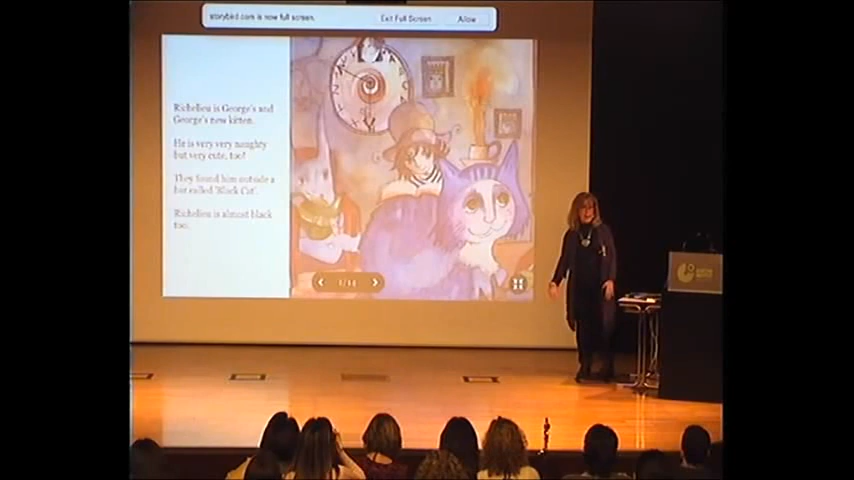 storybird.com is now full screen.
Exit Full Screen
Allow
Richelieu is George's and
George's new kitten.
He is very very naughty
but very cute, too!
They found him outside a
bar called 'Black Cat'.
Richelieu is almost black
too.
1/14